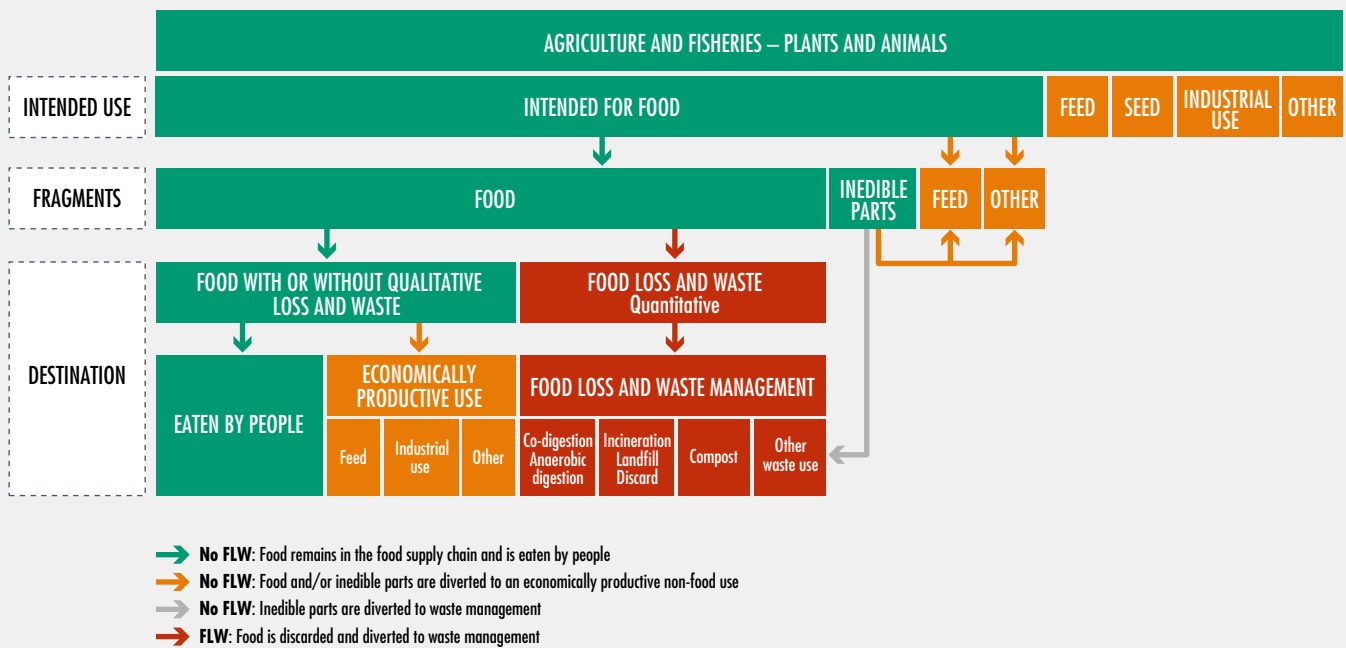 AGRICULTURE AND FISHERIES – PLANTS AND ANIMALS
INTENDED USE
INTENDED FOR FOOD
FEED
SEED
INDUSTRIAL
USE
OTHER
FRAGMENTS
FOOD
INEDIBLE
PARTS
FEED
OTHER
DESTINATION
FOOD WITH OR WITHOUT QUALITATIVE
LOSS AND WASTE
FOOD LOSS AND WASTE
Quantitative
EATEN BY PEOPLE
ECONOMICALLY
PRODUCTIVE USE
Feed
Industrial
use
Other
FOOD LOSS AND WASTE MANAGEMENT
Co-digestion
Anaerobic
digestion
Incineration
Landfill
Discard
Compost
Other
waste use
No FLW: Food remains in the food supply chain and is eaten by people
No FLW: Food and/or inedible parts are diverted to an economically productive non-food use
No FLW: Inedible parts are diverted to waste management
FLW: Food is discarded and diverted to waste management